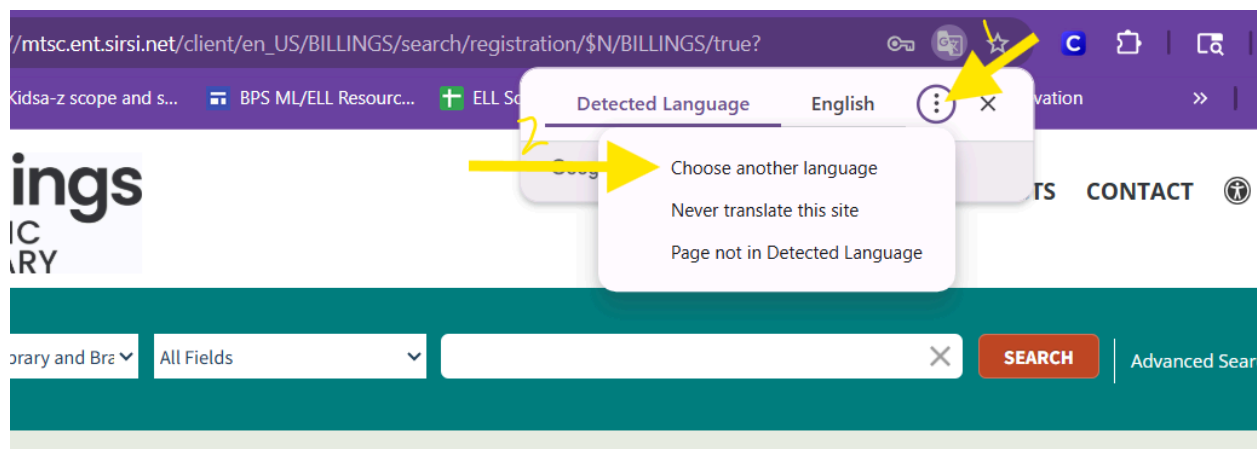 //mtsc.ent.sirsi.net/client/en_US/BILLINGS/search/registration/$N/BILLINGS/true?
Kidsa-z scope and s... BPS ML/ELL Resourc... ELL Sc vation »
Detected Language English
2
Choose another language
Never translate this site
Page not in Detected Language
ings
IC
ARY
TS CONTACT
brary and Bra All Fields SEARCH Advanced Sear